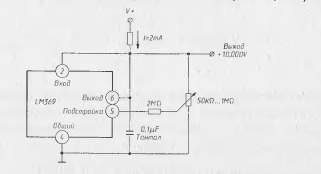 V+
I=2mA
Выход
+10,000V
2
Вход
LM369
Выход
6
Подстройка
5
2MΩ
50KΩ...1MΩ
Общий
4
0,1μF
Тантал